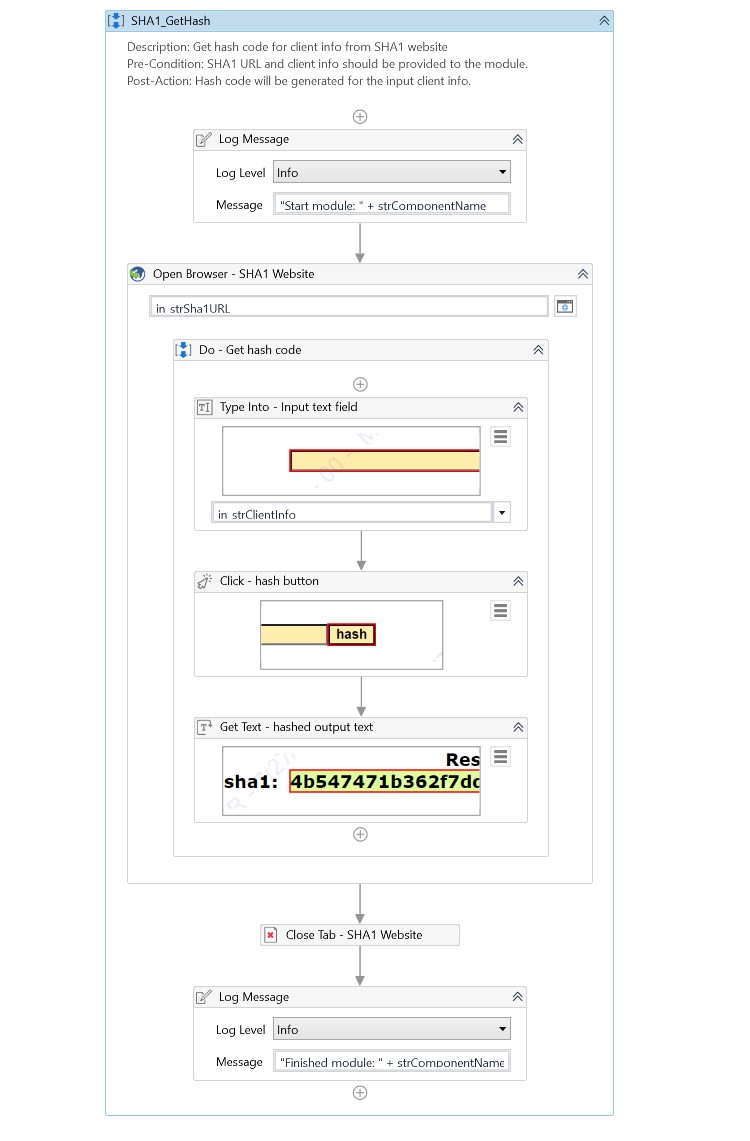 SHA1_GetHash
Description: Get hash code for client info from SHA1 website
Pre-Condition: SHA1 URL and client info should be provided to the module.
Post-Action: Hash code will be generated for the input client info.
Log Message
Log Level Info
Message "Start module: " + strComponentName
Open Browser - SHA1 Website
in_strSha1URL
Do - Get hash code
Type Into - Input text field
in_strClientInfo
Click - hash button
hash
Get Text - hashed output text
Res
sha1: 4b547471b362f7dc
Close Tab - SHA1 Website
Log Message
Log Level Info
Message "Finished module: " + strComponentName